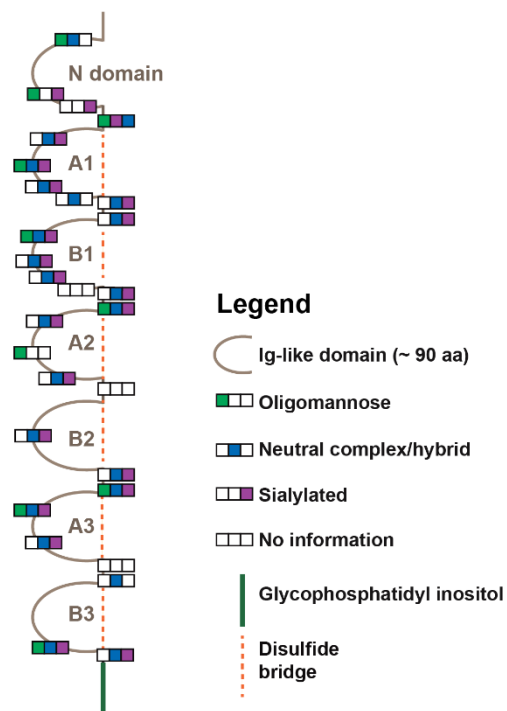 N domain
A1
B1
A2
B2
A3
B3
Legend
Ig-like domain (~ 90 aa)
Oligomannose
Neutral complex/hybrid
Sialylated
No information
Glycophosphatidyl inositol
Disulfide
bridge